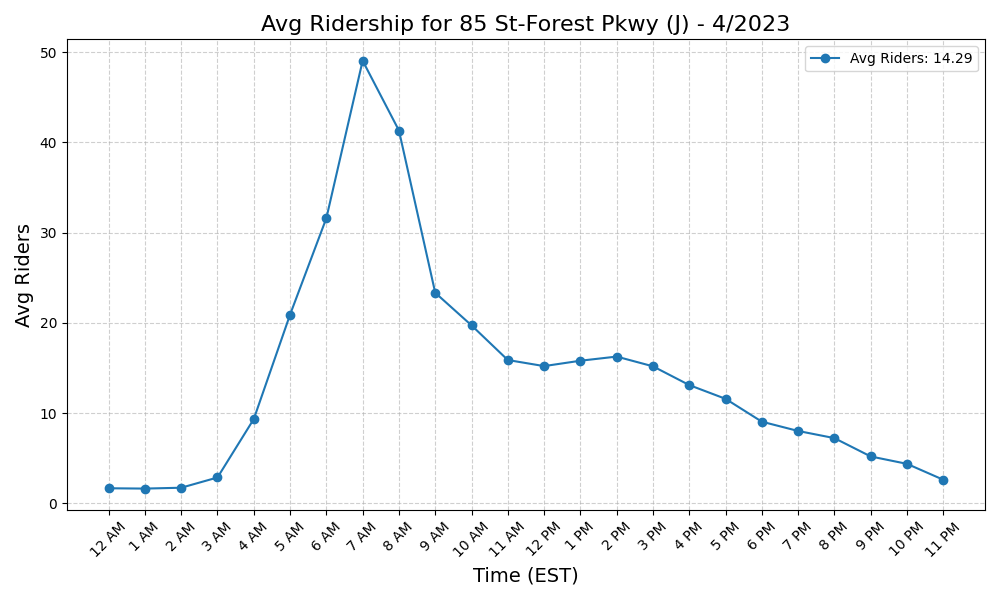 Avg Ridership for 85 St-Forest Pkwy (J) - 4/2023
Avg Riders: 14.29
50
40
30
20
10
0
Avg Riders
12 AM
1 AM
2 AM
3 AM
4 AM
5 AM
6 AM
7 AM
8 AM
9 AM
10 AM
11 AM
12 PM
1 PM
2 PM
3 PM
4 PM
5 PM
6 PM
7 PM
8 PM
9 PM
10 PM
11 PM
Time (EST)